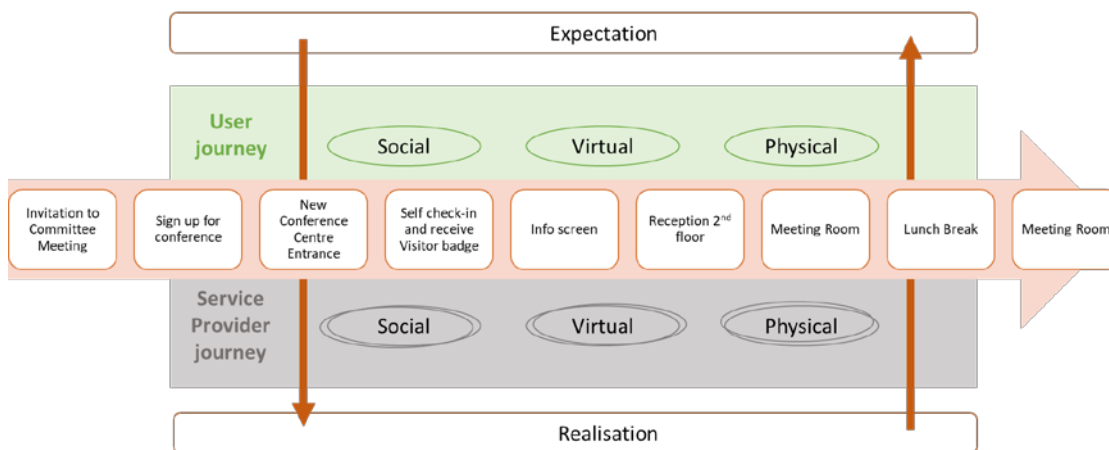 Expectation
User
journey
Social
Virtual
Physical
Invitation to
Committee
Meeting
Sign up for
conference
New
Conference
Centre
Entrance
Self check-in
and receive
Visitor badge
Info screen
Reception 2nd
floor
Meeting Room
Lunch Break
Meeting Room
Service
Provider
journey
Social
Virtual
Physical
Realisation